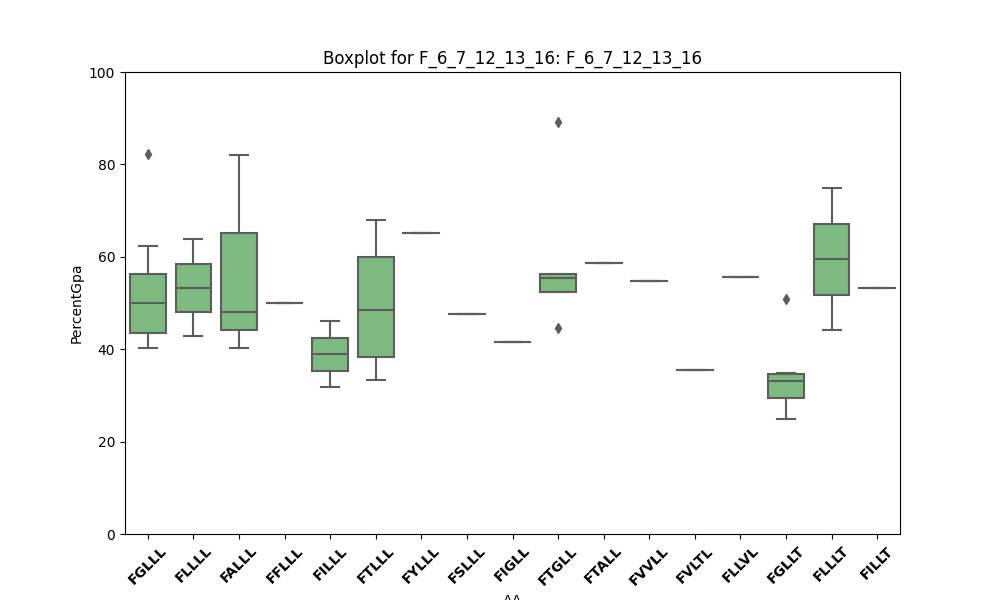 Boxplot for F_6_7_12_13_16: F_6_7_12_13_16
100
80
60
40
20
0
PercentGpa
FGLLL FLLLL FALLL FFLLL FILLL FTLLL FYLLL FSLLL FIGLL FTGLL FTALL FVVLL FVLTL FLLVL FGLLT FLLLT FILLT
AA